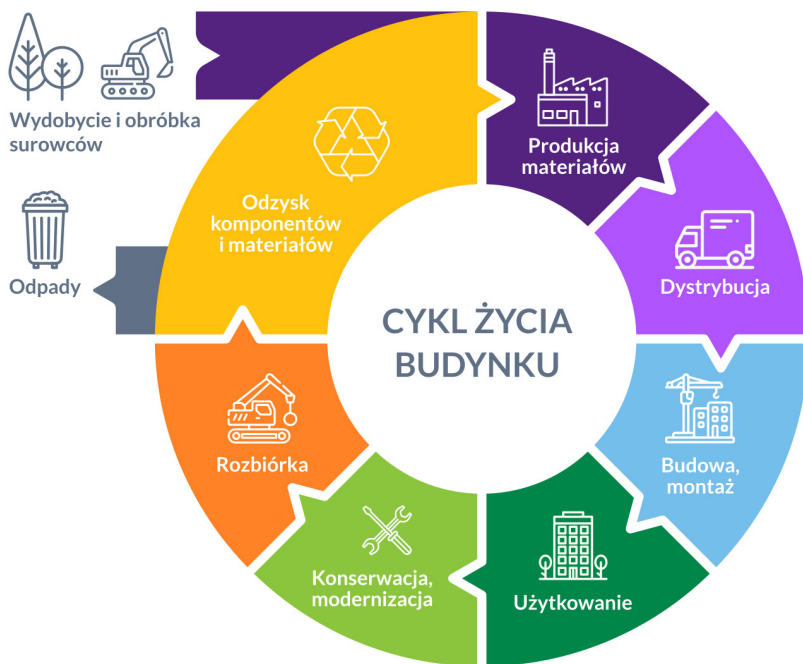 Wydobycie i obróbka
surowców
Odpady
Odzysk
komponentów
i materiałów
Produkcja
materiałów
Dystrybucja
Budowa,
montaż
Użytkowanie
Konserwacja,
modernizacja
Rozbiórka
CYKL ŻYCIA
BUDYNKU